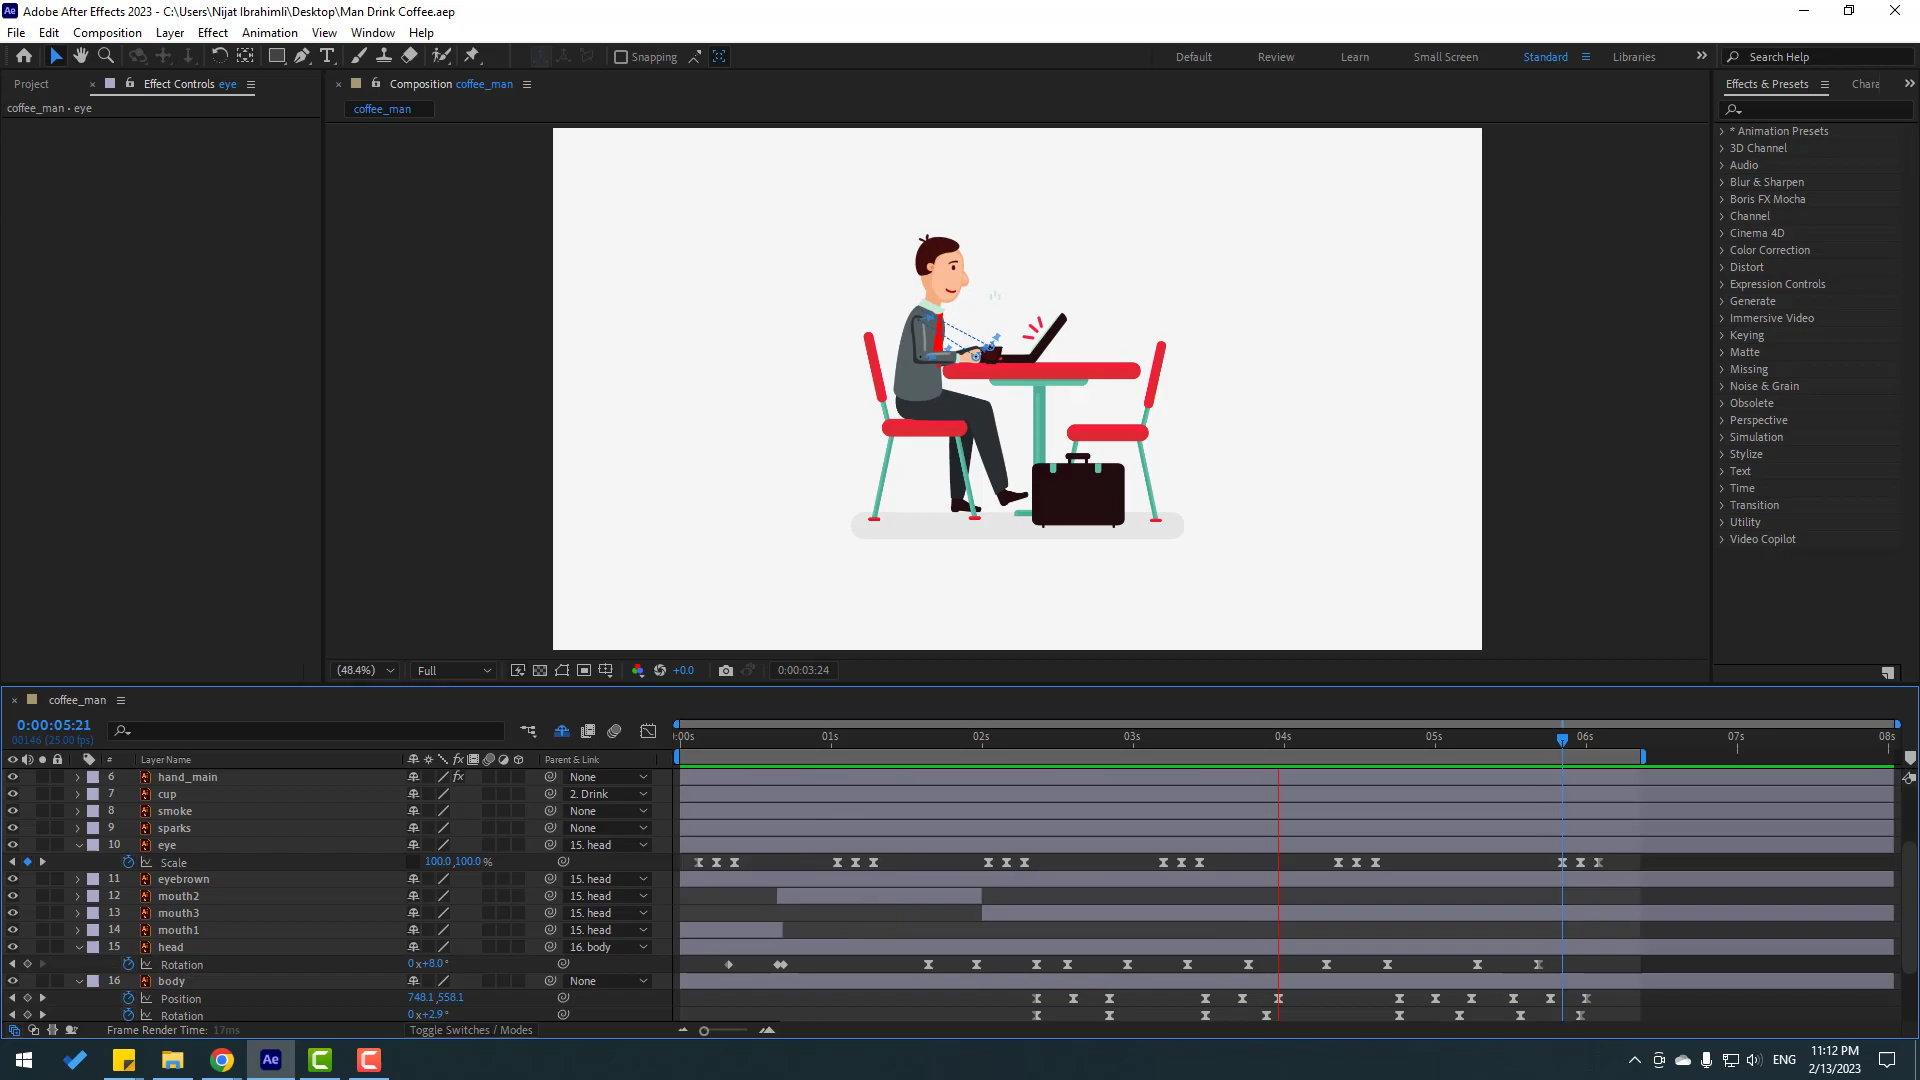 Adobe After Effects 2023 - C:\Users\Nijat Ibrahimli\Desktop\Man Drink Coffee.aep
File Edit Composition Layer Effect Animation View Window Help
Snapping
Default Review Learn Small Screen Standard Libraries
Search Help
Project
Effect Controls eye
Composition coffee_man
Effects & Presets
Chara
coffee_man • eye
coffee_man
* Animation Presets
3D Channel
Audio
Blur & Sharpen
Boris FX Mocha
Channel
Cinema 4D
Color Correction
Distort
Expression Controls
Generate
Immersive Video
Keying
Matte
Missing
Noise & Grain
Obsolete
Perspective
Simulation
Stylize
Text
Time
Transition
Utility
Video Copilot
(48.4%) Full +0.0 0:00:03:24
coffee_man
0:00:05:21
00146 (25.00 fps)
:00s 01s 02s 03s 04s 05s 06s 07s 08s
# Layer Name fx Parent & Link
6 hand_main fx None
7 cup 2. Drink
8 smoke None
9 sparks None
10 eye 15. head
Scale 100.0,100.0 %
11 eyebrown 15. head
12 mouth2 15. head
13 mouth3 15. head
14 mouth1 15. head
15 head 16. body
Rotation 0 x+8.0 °
16 body None
Position 748.1,558.1
Rotation 0 x+2.9 °
Frame Render Time: 17ms
Toggle Switches / Modes
Ae
C
C
ENG
11:12 PM
2/13/2023